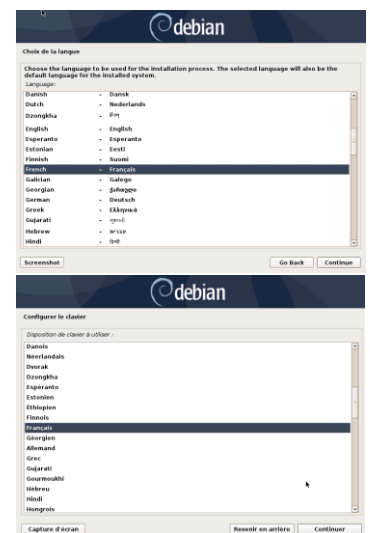 debian
Choix de la langue
Choose the language to be used for the installation process. The selected language will also be the
default language for the installed system.
Language:
Danish - Dansk
Dutch - Nederlands
Dzongkha - རྫོང་ཁ
English - English
Esperanto - Esperanto
Estonian - Eesti
Finnish - Suomi
French - Français
Galician - Galego
Georgian - ქართული
German - Deutsch
Greek - Ελληνικά
Gujarati - ગુજરાતી
Hebrew - עברית
Hindi - हिन्दी
Screenshot Go Back Continue
debian
Configurer le clavier
Disposition de clavier à utiliser :
Danois
Néerlandais
Dvorak
Dzongkha
Espéranto
Estonien
Éthiopien
Finnois
Français
Géorgien
Allemand
Grec
Gujarati
Gourmoukhî
Hébreu
Hindi
Hongrois
Capture d'écran Revenir en arrière Continuer